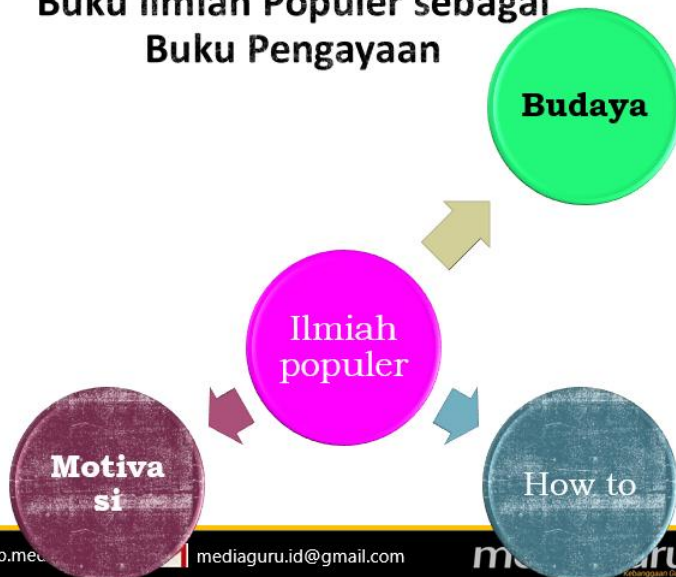 Buku Ilmiah Populer sebagai
Buku Pengayaan
Budaya
Ilmiah
populer
Motiva
si
How to
mediaguru.id@gmail.com